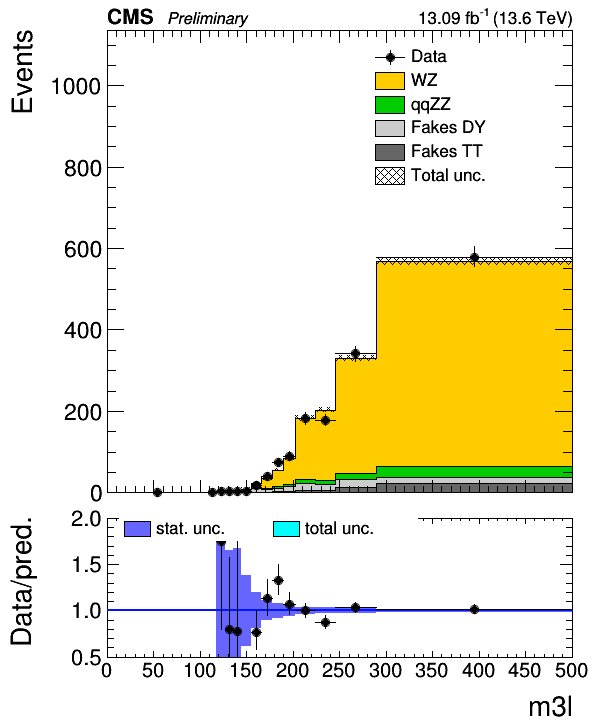 CMS Preliminary 13.09 fb⁻¹ (13.6 TeV)
Events
1000
800
600
400
200
0
Data
WZ
qqZZ
Fakes DY
Fakes TT
Total unc.
Data/pred.
2.0
1.5
1.0
0.5
stat. unc. total unc.
0 50 100 150 200 250 300 350 400 450 500
m3l